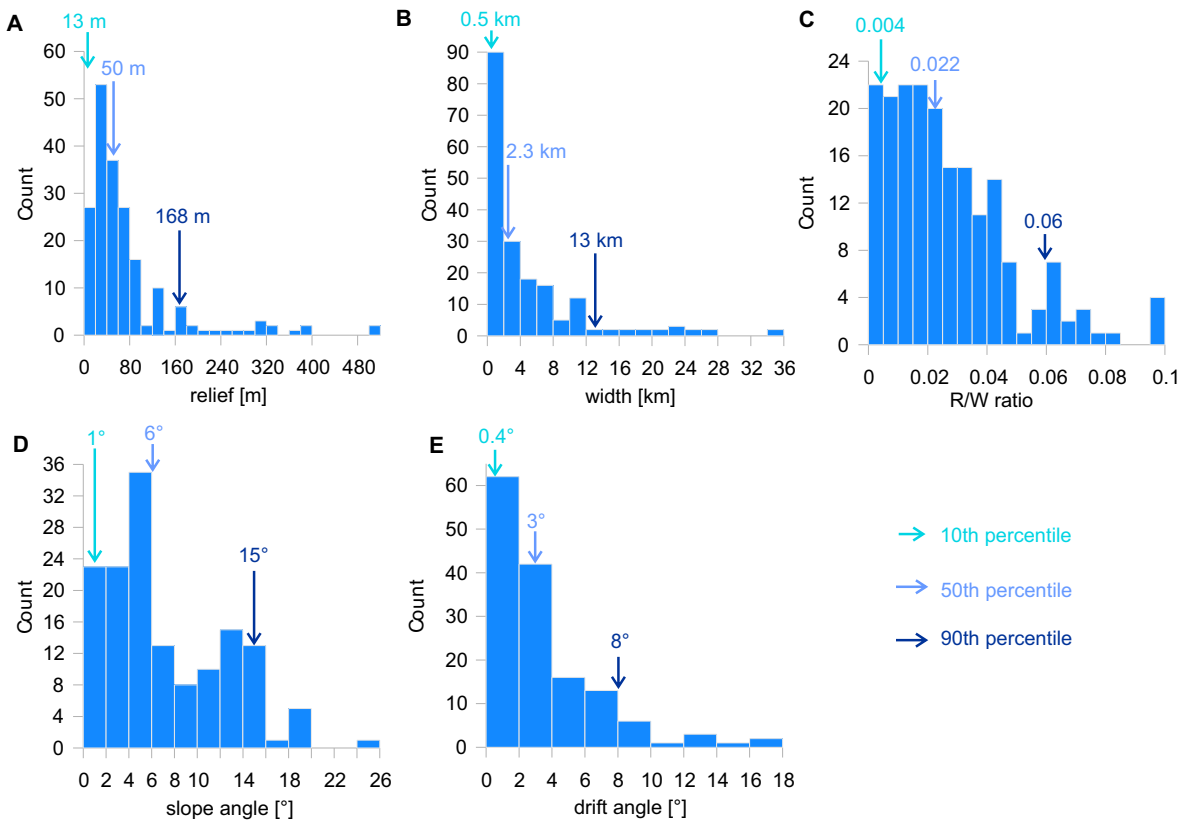 A
13 m
50 m
168 m
60
50
40
30
20
10
0
Count
0 80 160 240 320 400 480
relief [m]
B
0.5 km
2.3 km
13 km
90
80
70
60
50
40
30
20
10
0
Count
0 4 8 12 16 20 24 28 32 36
width [km]
C
0.004
0.022
0.06
24
20
16
12
8
4
0
Count
0 0.02 0.04 0.06 0.08 0.1
R/W ratio
D
1°
6°
15°
36
32
28
24
20
16
12
8
4
0
Count
0 2 4 6 8 10 14 18 22 26
slope angle [°]
E
0.4°
3°
8°
60
50
40
30
20
10
0
Count
0 2 4 6 8 10 12 14 16 18
drift angle [°]
10th percentile
50th percentile
90th percentile